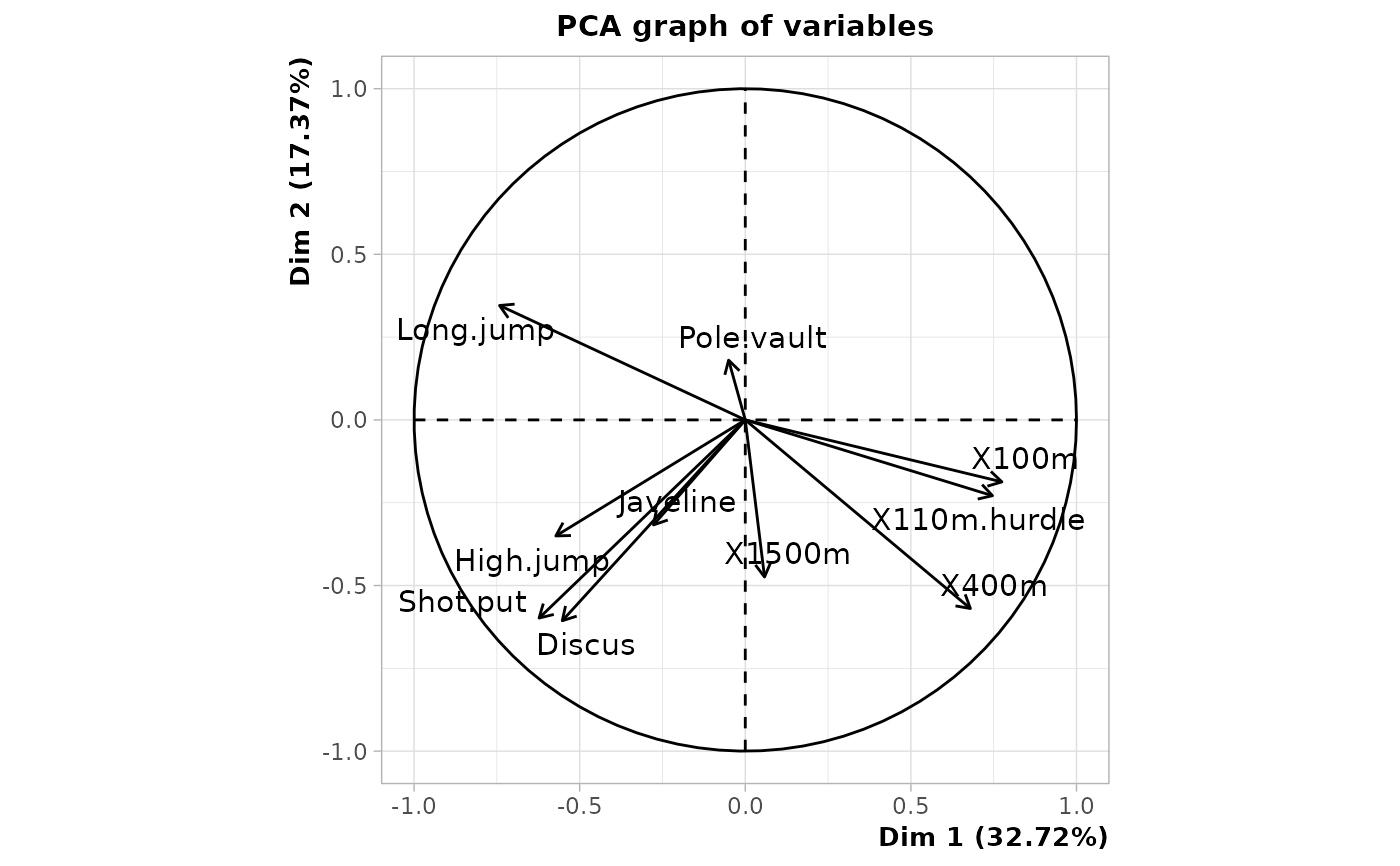 PCA graph of variables
Dim 2 (17.37%)
1.0
0.5
0.0
-0.5
-1.0
Long.jump
Pole.vault
X100m
Javeline
X110m.hurdle
X1500m
High.jump
X400m
Shot.put
Discus
-1.0 -0.5 0.0 0.5 1.0
Dim 1 (32.72%)